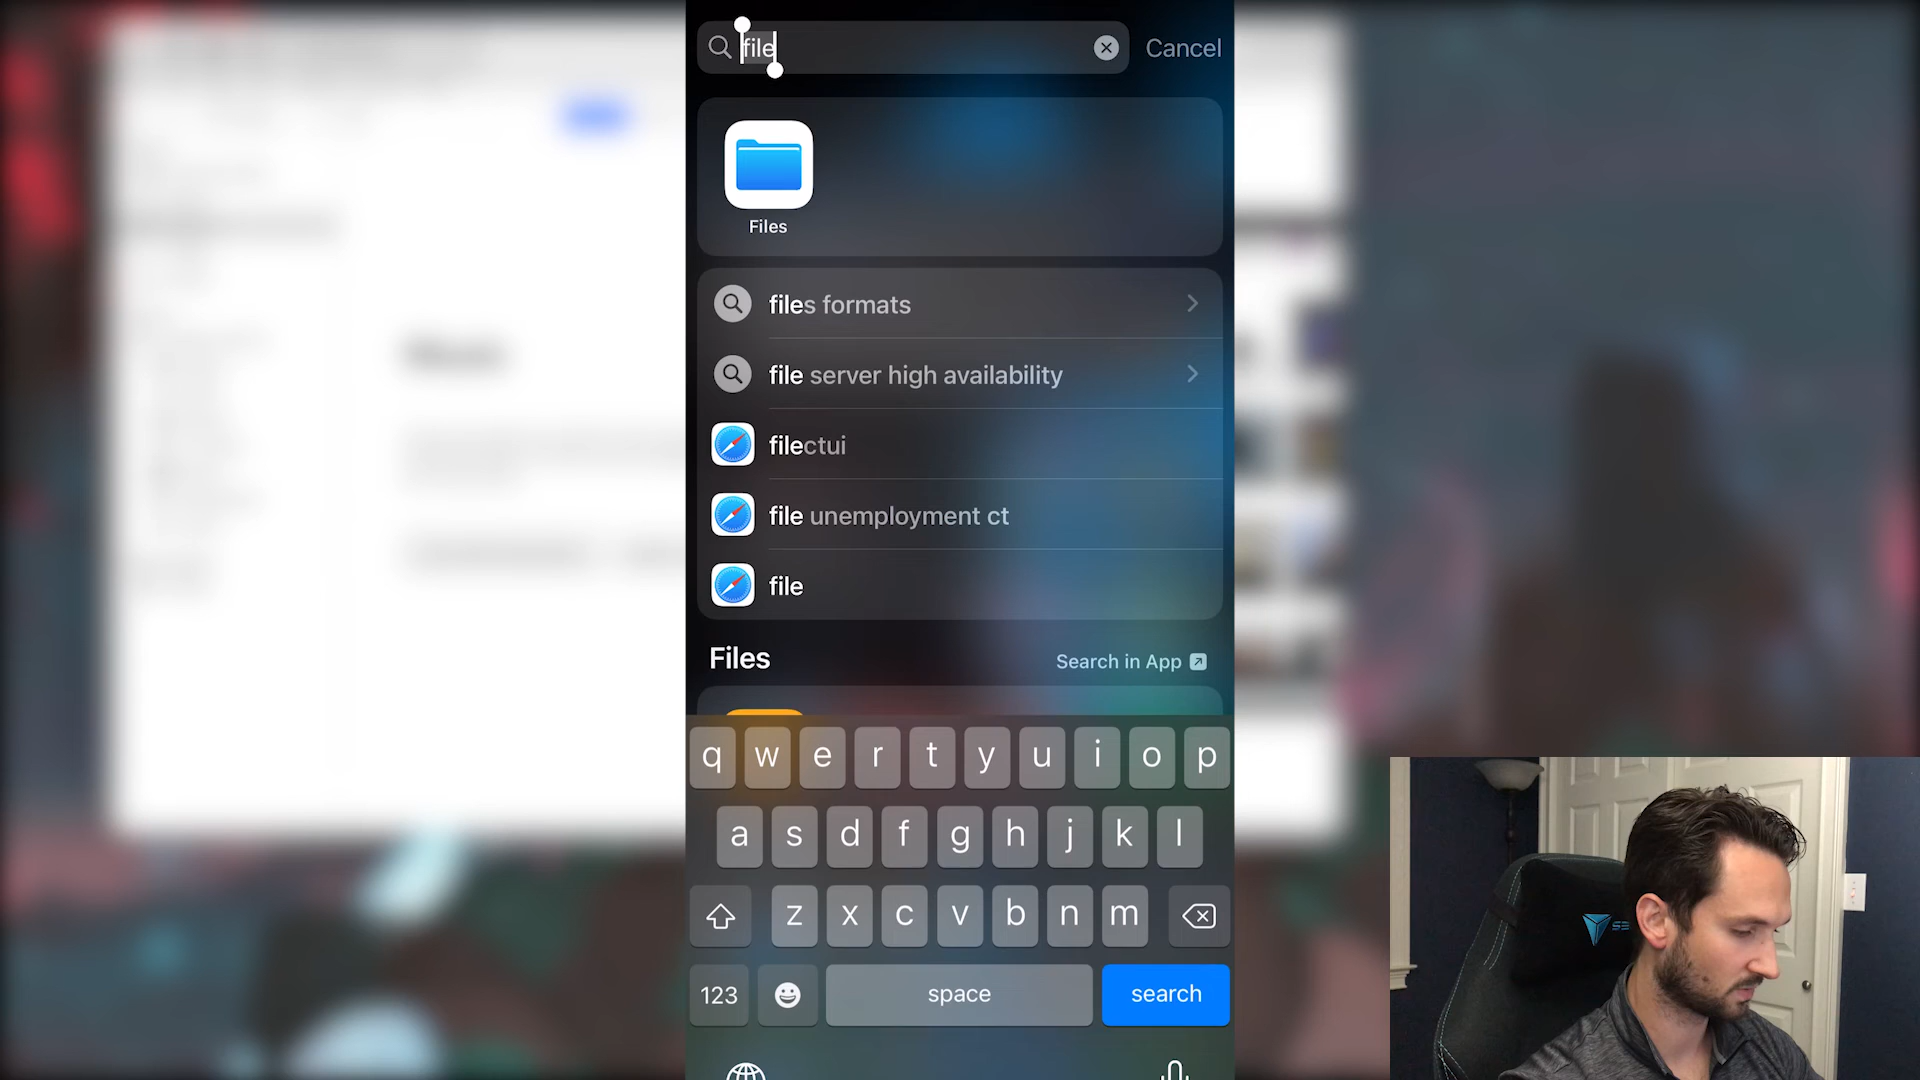 file
Cancel
Files
files formats
file server high availability
filectui
file unemployment ct
file
Files
Search in App
q w e r t y u i o p
a s d f g h j k l
z x c v b n m
123
space
search